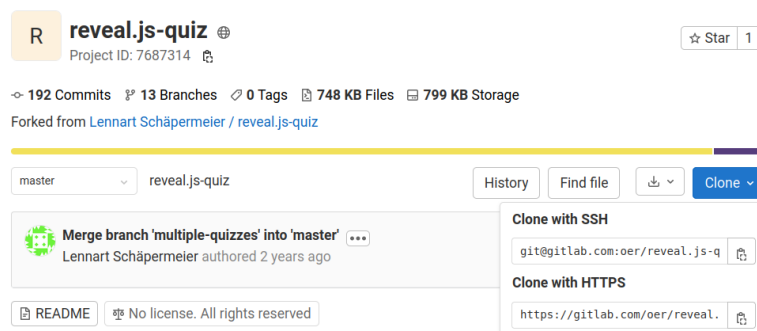 R
reveal.js-quiz
Project ID: 7687314
Star 1
192 Commits 13 Branches 0 Tags 748 KB Files 799 KB Storage
Forked from Lennart Schäpermeier / reveal.js-quiz
master reveal.js-quiz History Find file Clone
Merge branch 'multiple-quizzes' into 'master'
Lennart Schäpermeier authored 2 years ago
Clone with SSH
git@gitlab.com:oer/reveal.js-q
Clone with HTTPS
https://gitlab.com/oer/reveal.
README No license. All rights reserved